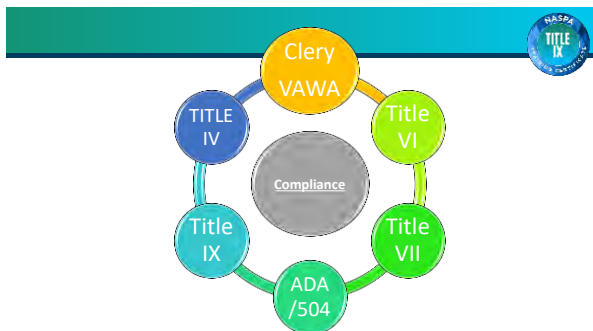 NASPA
TITLE
IX
Clery
VAWA
TITLE
IV
Title
VI
Compliance
Title
IX
Title
VII
ADA
/504